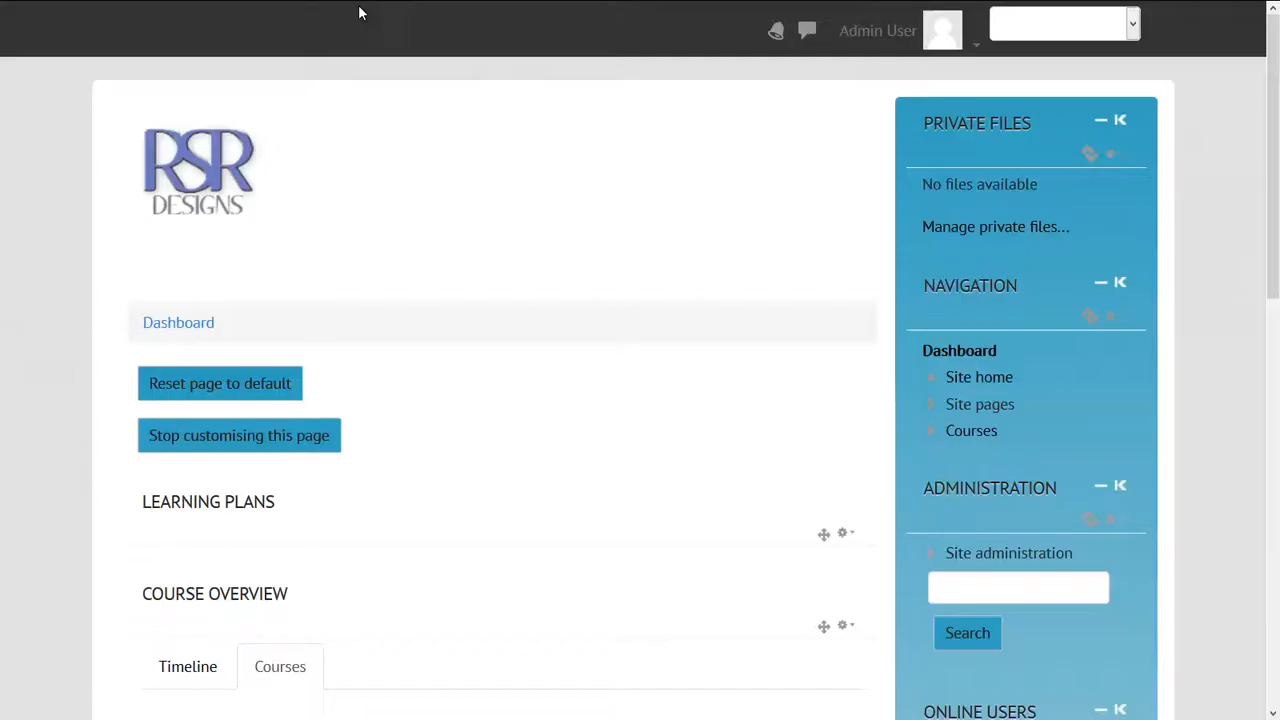 Admin User
RSR
DESIGNS
Dashboard
Reset page to default
Stop customising this page
LEARNING PLANS
COURSE OVERVIEW
Timeline
Courses
PRIVATE FILES
No files available
Manage private files...
NAVIGATION
Dashboard
Site home
Site pages
Courses
ADMINISTRATION
Site administration
Search
ONLINE USERS